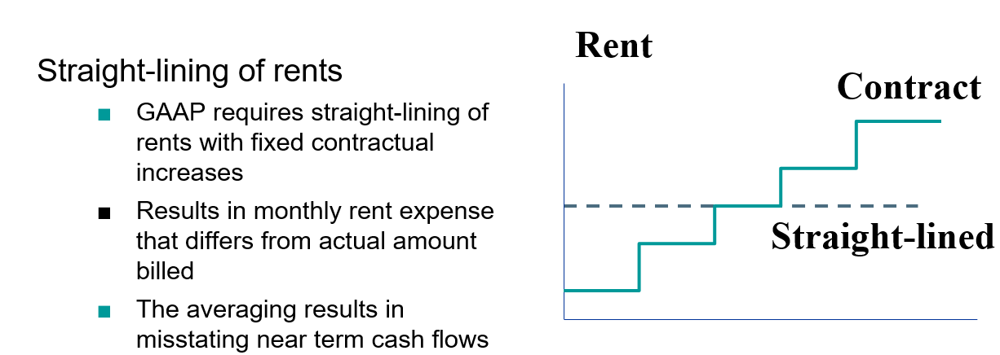 Straight-lining of rents
■ GAAP requires straight-lining of
rents with fixed contractual
increases
■ Results in monthly rent expense
that differs from actual amount
billed
■ The averaging results in
misstating near term cash flows
Rent
Contract
Straight-lined